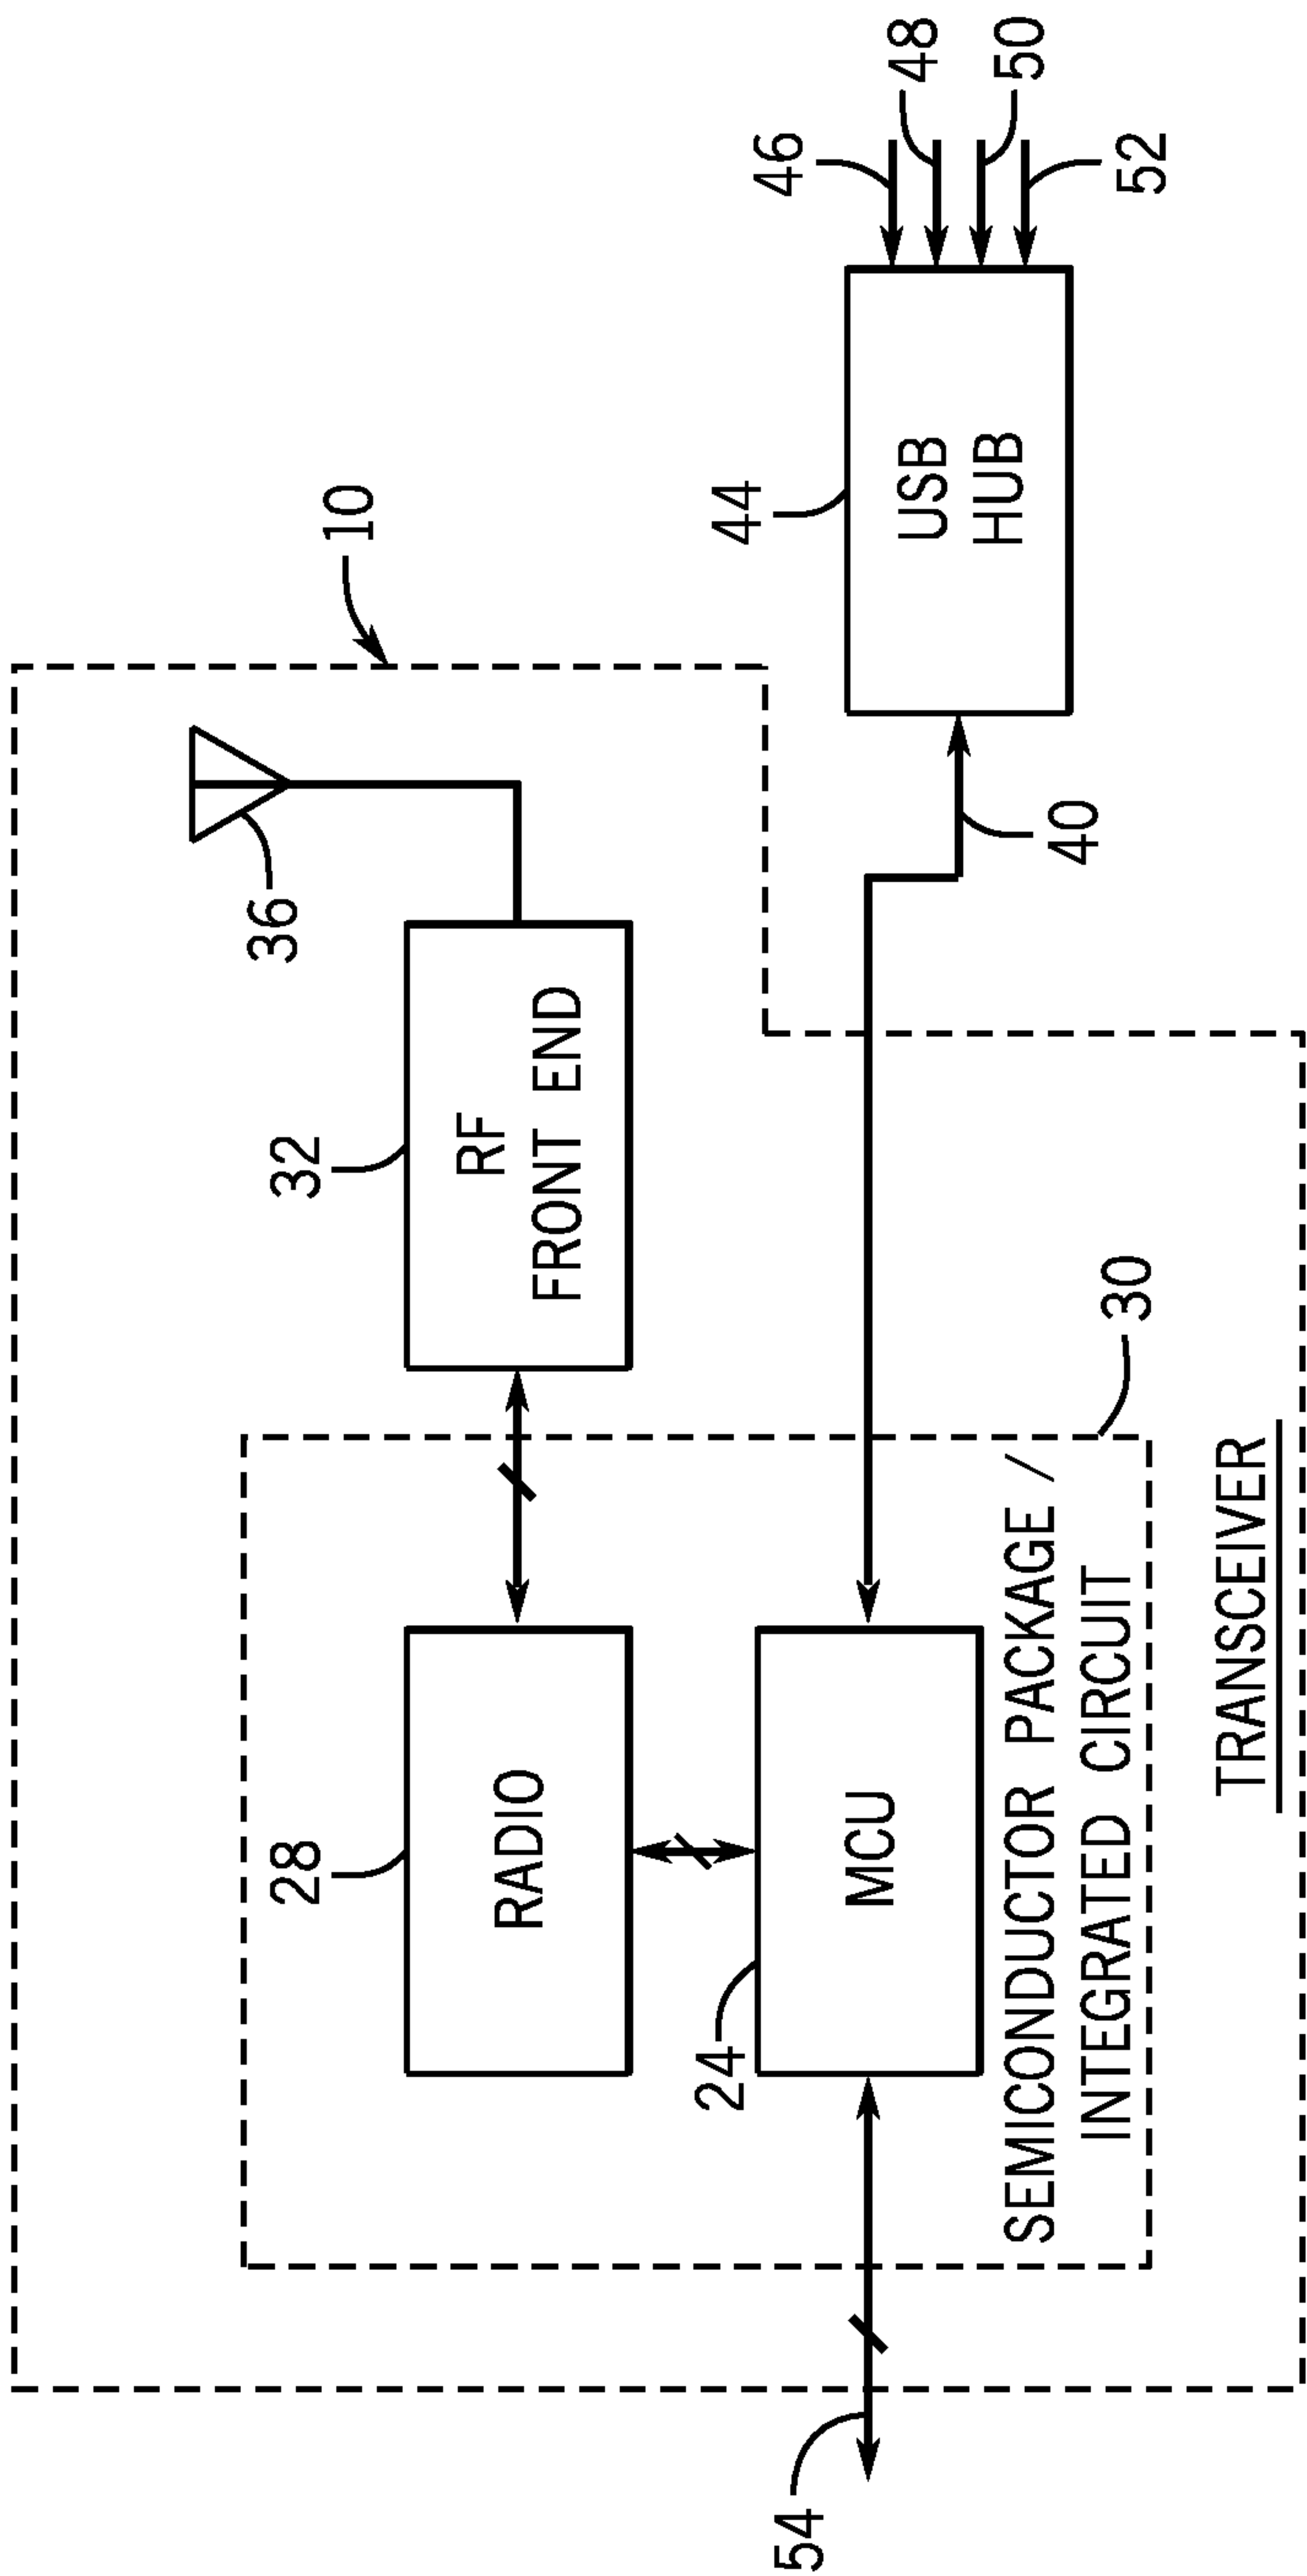 10
36
32
RF
FRONT END
28
RADIO
24
MCU
SEMICONDUCTOR PACKAGE /
INTEGRATED CIRCUIT
30
TRANSCEIVER
54
40
44
USB
HUB
46
48
50
52